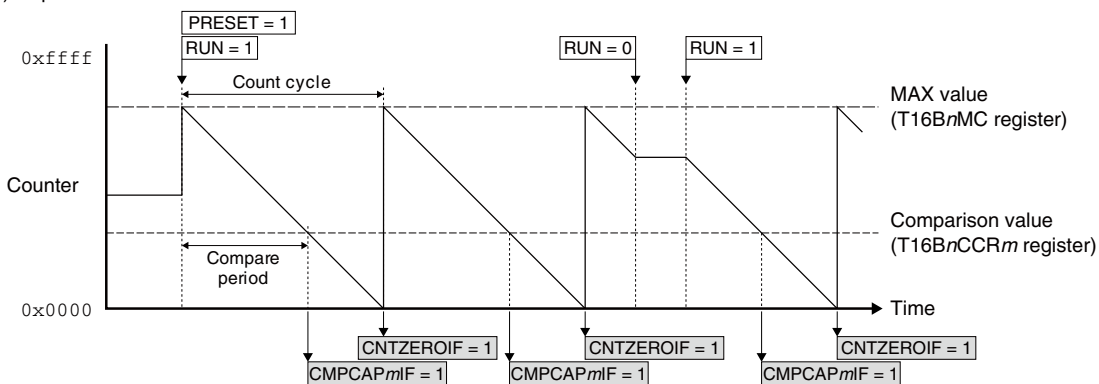 PRESET = 1
RUN = 1
RUN = 0
RUN = 1
0xffff
Count cycle
MAX value
(T16BnMC register)
Counter
Comparison value
(T16BnCCRm register)
Compare
period
0x0000
Time
CNTZEROIF = 1
CNTZEROIF = 1
CNTZEROIF = 1
CMPCAPmIF = 1
CMPCAPmIF = 1
CMPCAPmIF = 1